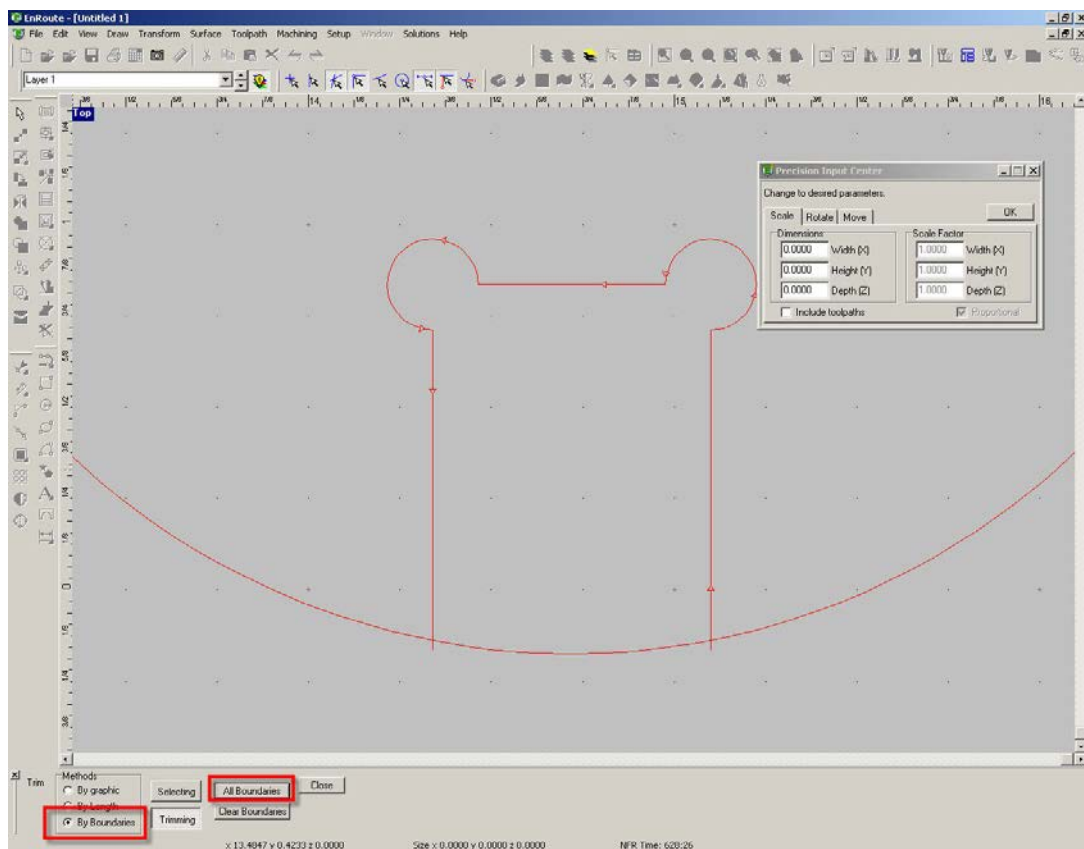 EnRoute - [Untitled 1]
File Edit View Draw Transform Surface Toolpath Machining Setup Window Solutions Help
Layer 1
Top
Precision Input Center
Change to desired parameters.
OK
Scale Rotate Move
Dimensions Scale Factor
0.0000 Width (X) 1.0000 Width (X)
0.0000 Height (Y) 1.0000 Height (Y)
0.0000 Depth (Z) 1.0000 Depth (Z)
Include toolpaths Proportional
Trim Methods
By graphic Selecting All Boundaries Close
By Length
By Boundaries Trimming Clear Boundaries
x 13.4847 y 0.4233 z 0.0000 Size x 0.0000 y 0.0000 z 0.0000 NFR Time: 628:26